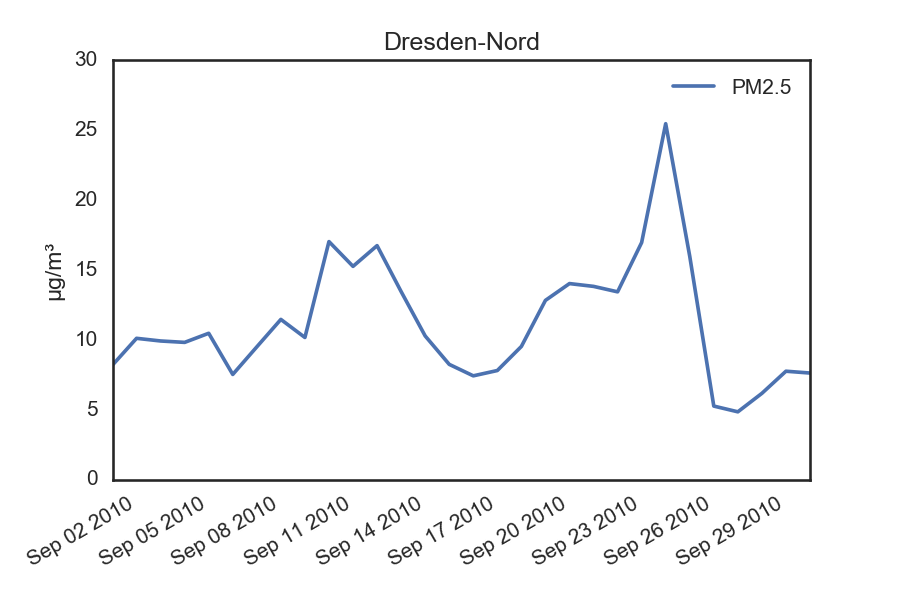 Dresden-Nord
30
25
20
15
10
5
0
µg/m³
PM2.5
Sep 02 2010
Sep 05 2010
Sep 08 2010
Sep 11 2010
Sep 14 2010
Sep 17 2010
Sep 20 2010
Sep 23 2010
Sep 26 2010
Sep 29 2010